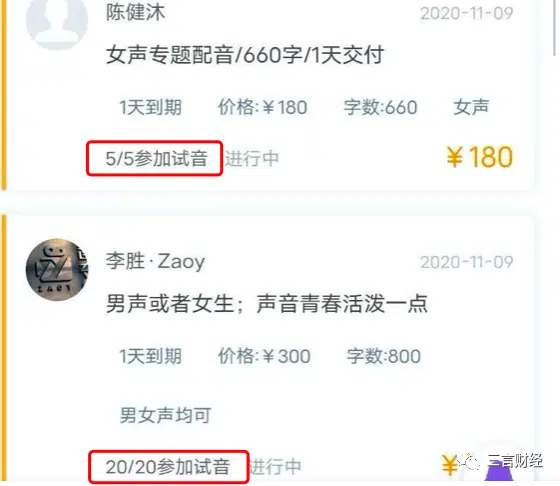 陈健沐
2020-11-09
女声专题配音/660字/1天交付
1天到期 价格:￥180 字数:660 女声
5/5参加试音 进行中 ￥180
李胜·Zaoy
2020-11-09
男声或者女生；声音青春活泼一点
1天到期 价格:￥300 字数:800
男女声均可
20/20参加试音 进行中 ￥
三言财经